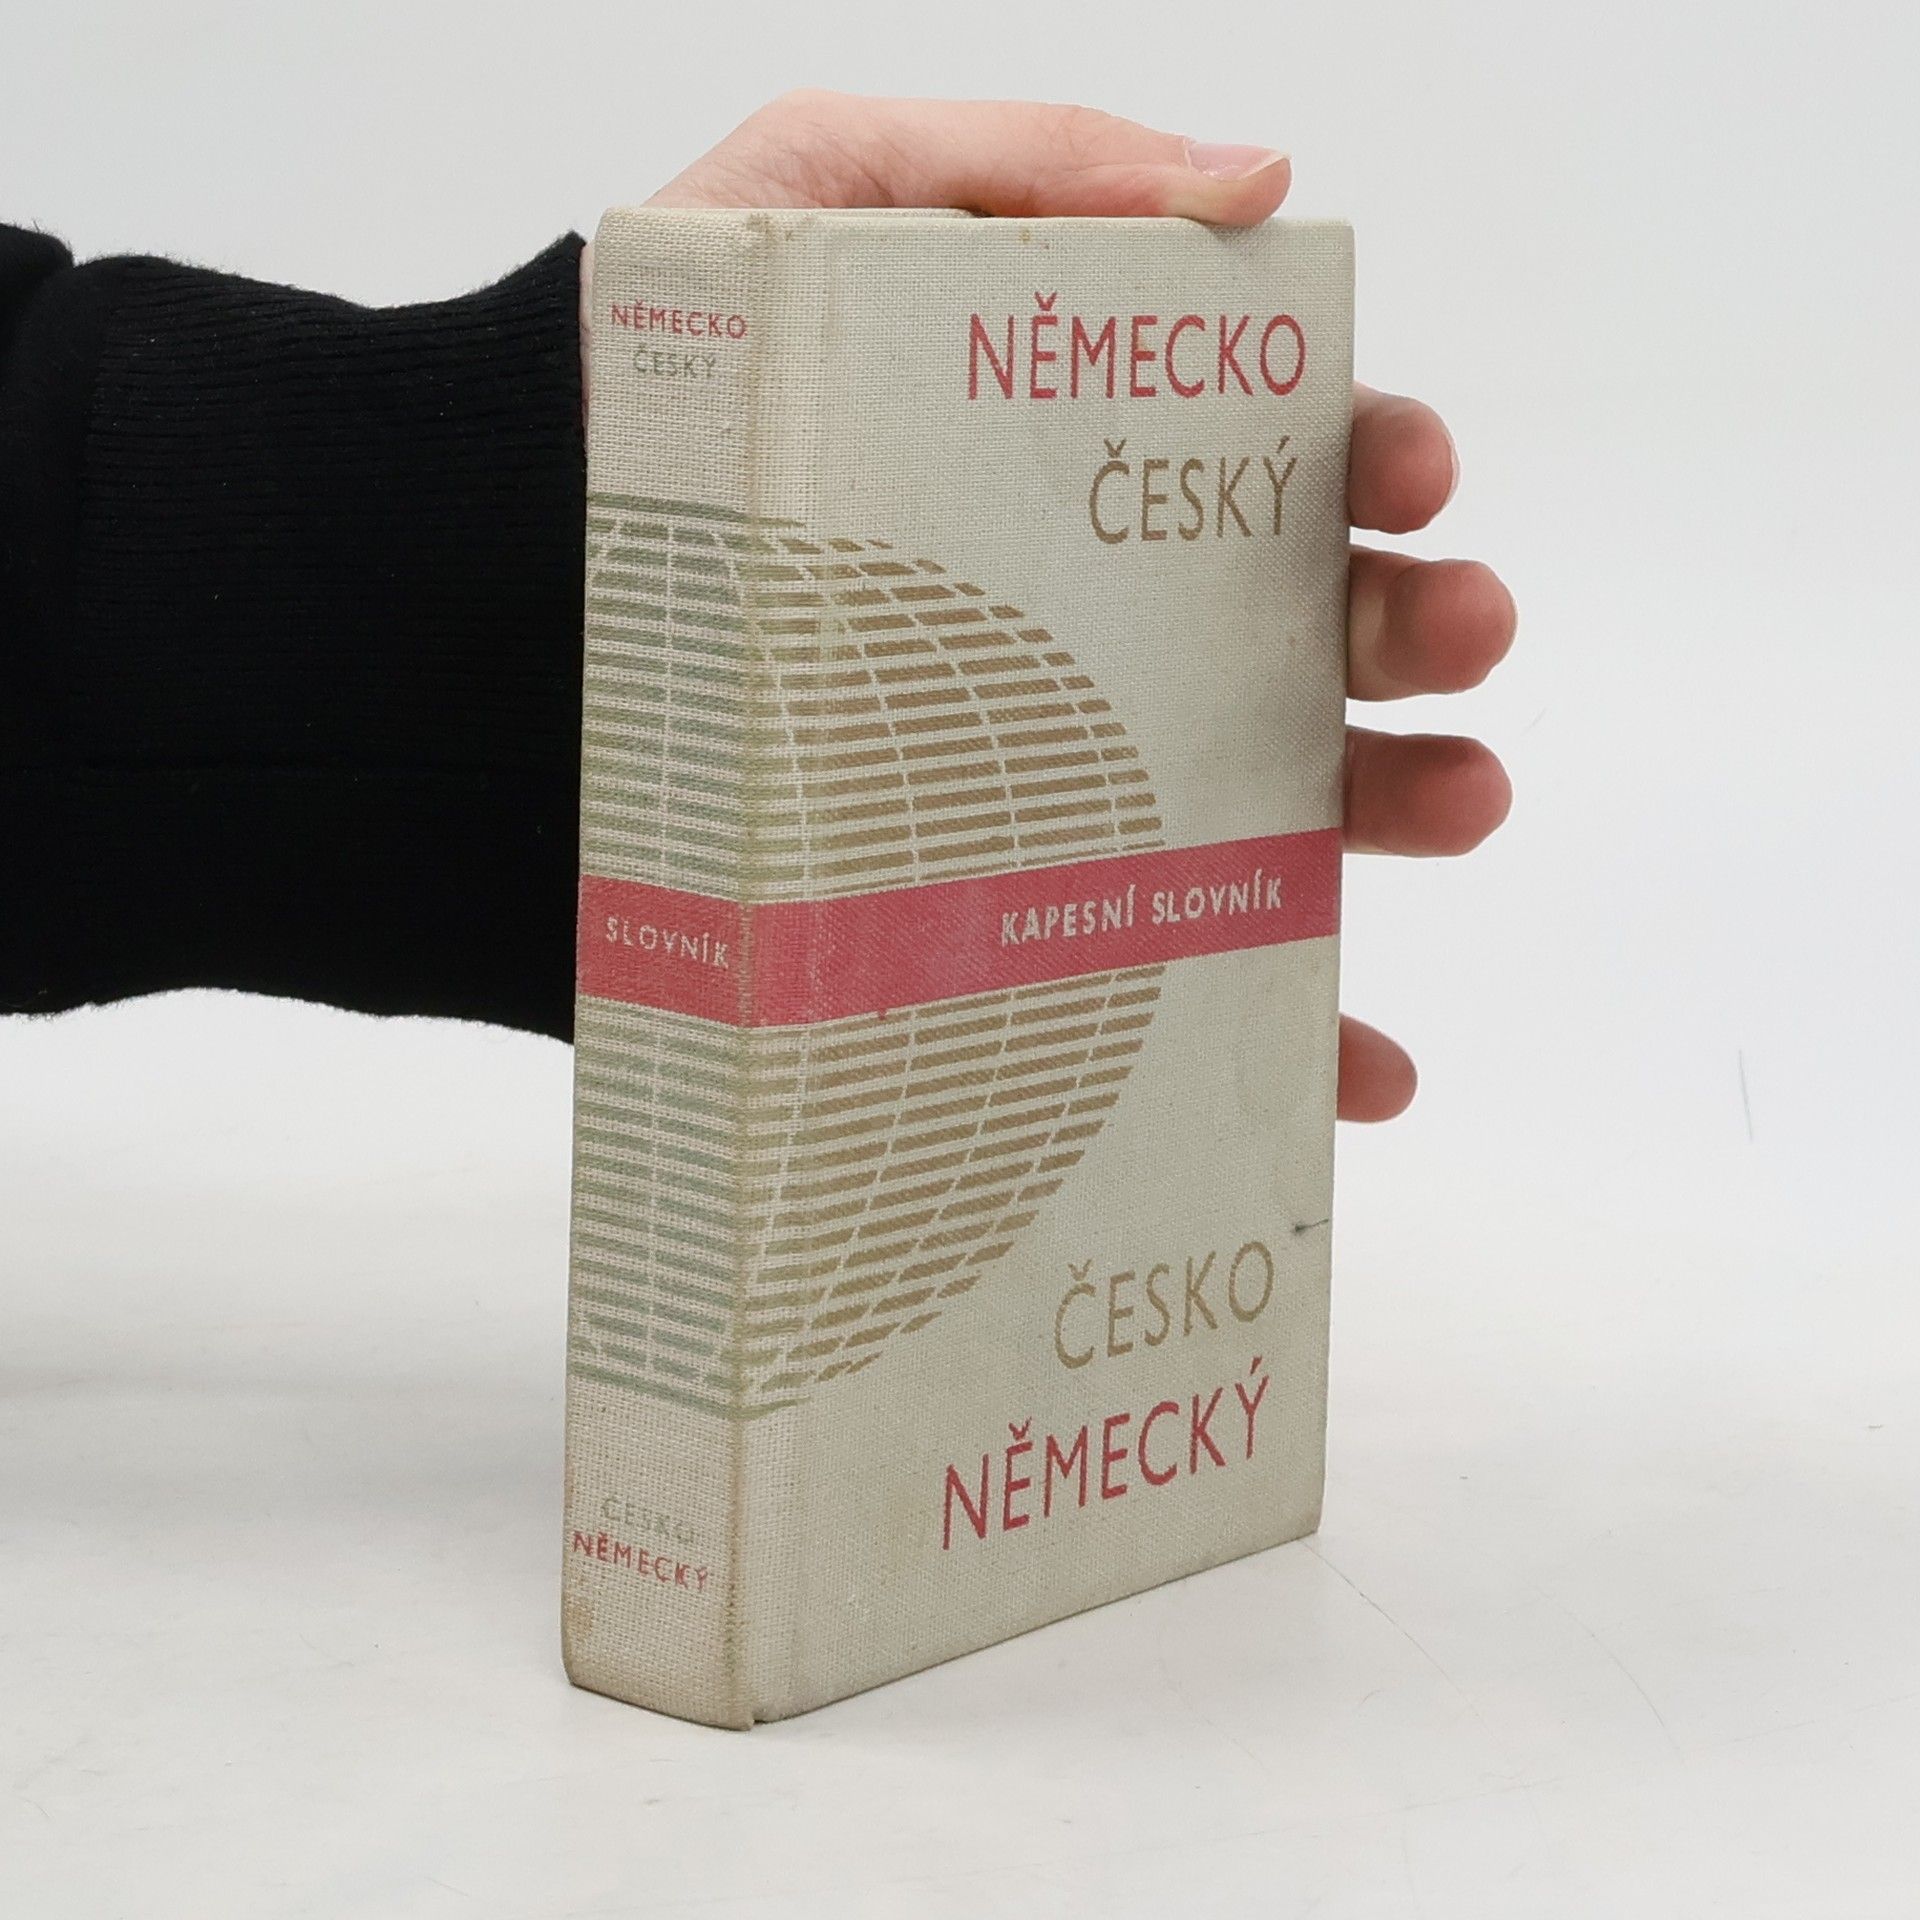 NĚMECKO
ČESKÝ
SLOVNÍK
ČESKO
NĚMECKÝ
NĚMECKO
ČESKÝ
KAPESNÍ SLOVNÍK
ČESKO
NĚMECKÝ